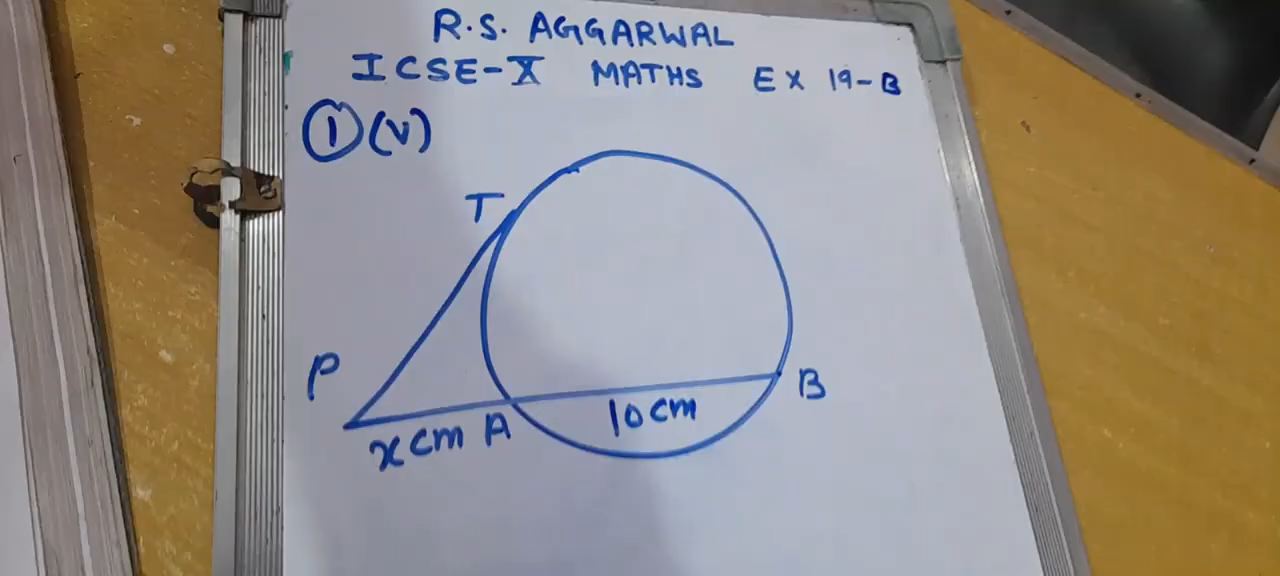 R.S. AGGARWAL
ICSE-X MATHS EX 19-B
1 (V)
T
P
x cm A 10 cm B